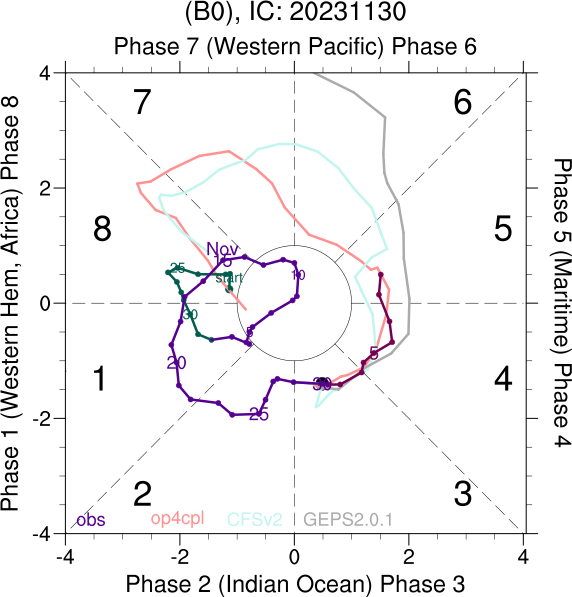 (B0), IC: 20231130
Phase 7 (Western Pacific) Phase 6
Phase 1 (Western Hem, Africa) Phase 8
Phase 5 (Maritime) Phase 4
4
2
0
-2
-4
7
6
8
5
1
4
2
3
Nov
15
25
start
10
30
5
20
25
30
5
obs
op4cpl
CFSv2
GEPS2.0.1
-4
-2
0
2
4
Phase 2 (Indian Ocean) Phase 3